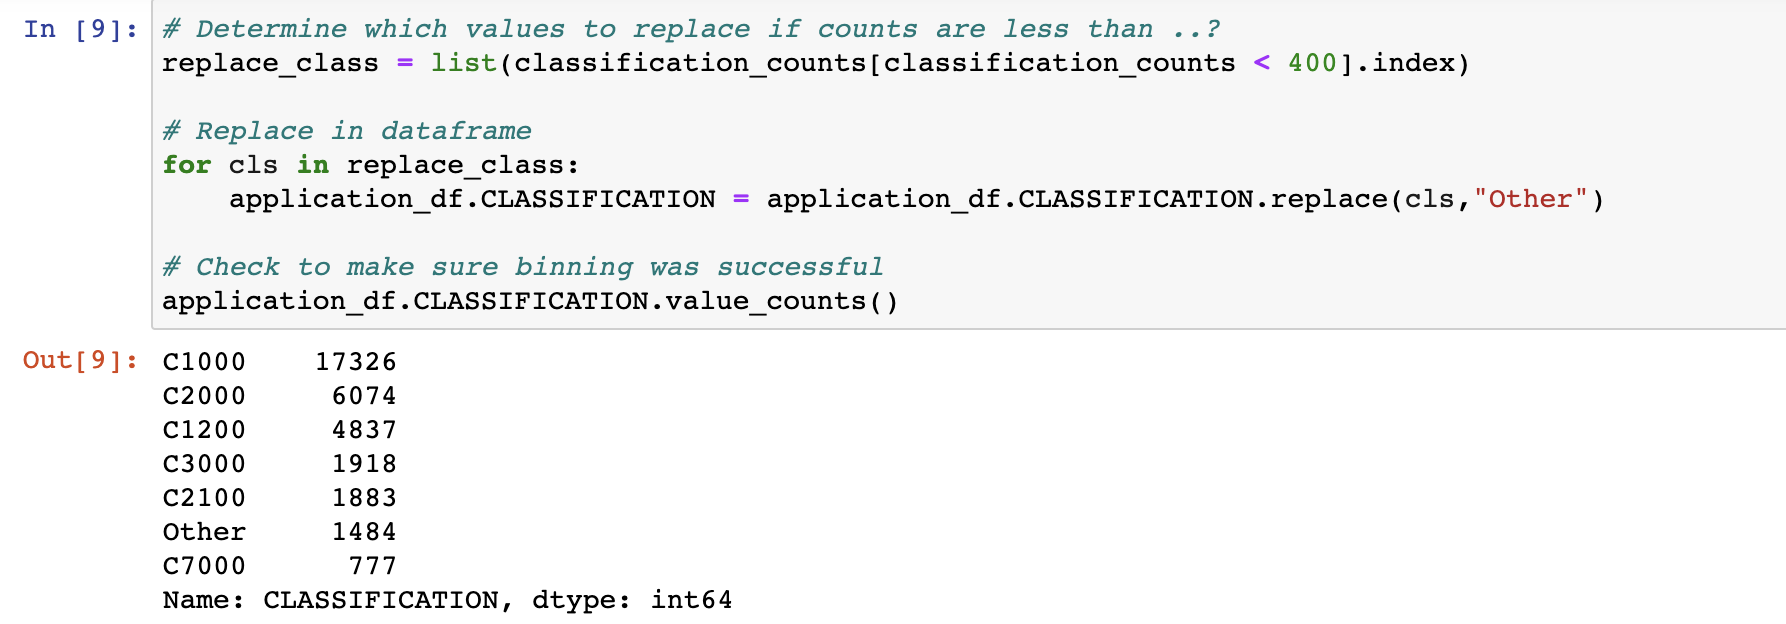 In [9]: # Determine which values to replace if counts are less than ..?
replace_class = list(classification_counts[classification_counts < 400].index)
# Replace in dataframe
for cls in replace_class:
    application_df.CLASSIFICATION = application_df.CLASSIFICATION.replace(cls,"Other")
# Check to make sure binning was successful
application_df.CLASSIFICATION.value_counts()
Out[9]: C1000    17326
C2000     6074
C1200     4837
C3000     1918
C2100     1883
Other     1484
C7000      777
Name: CLASSIFICATION, dtype: int64